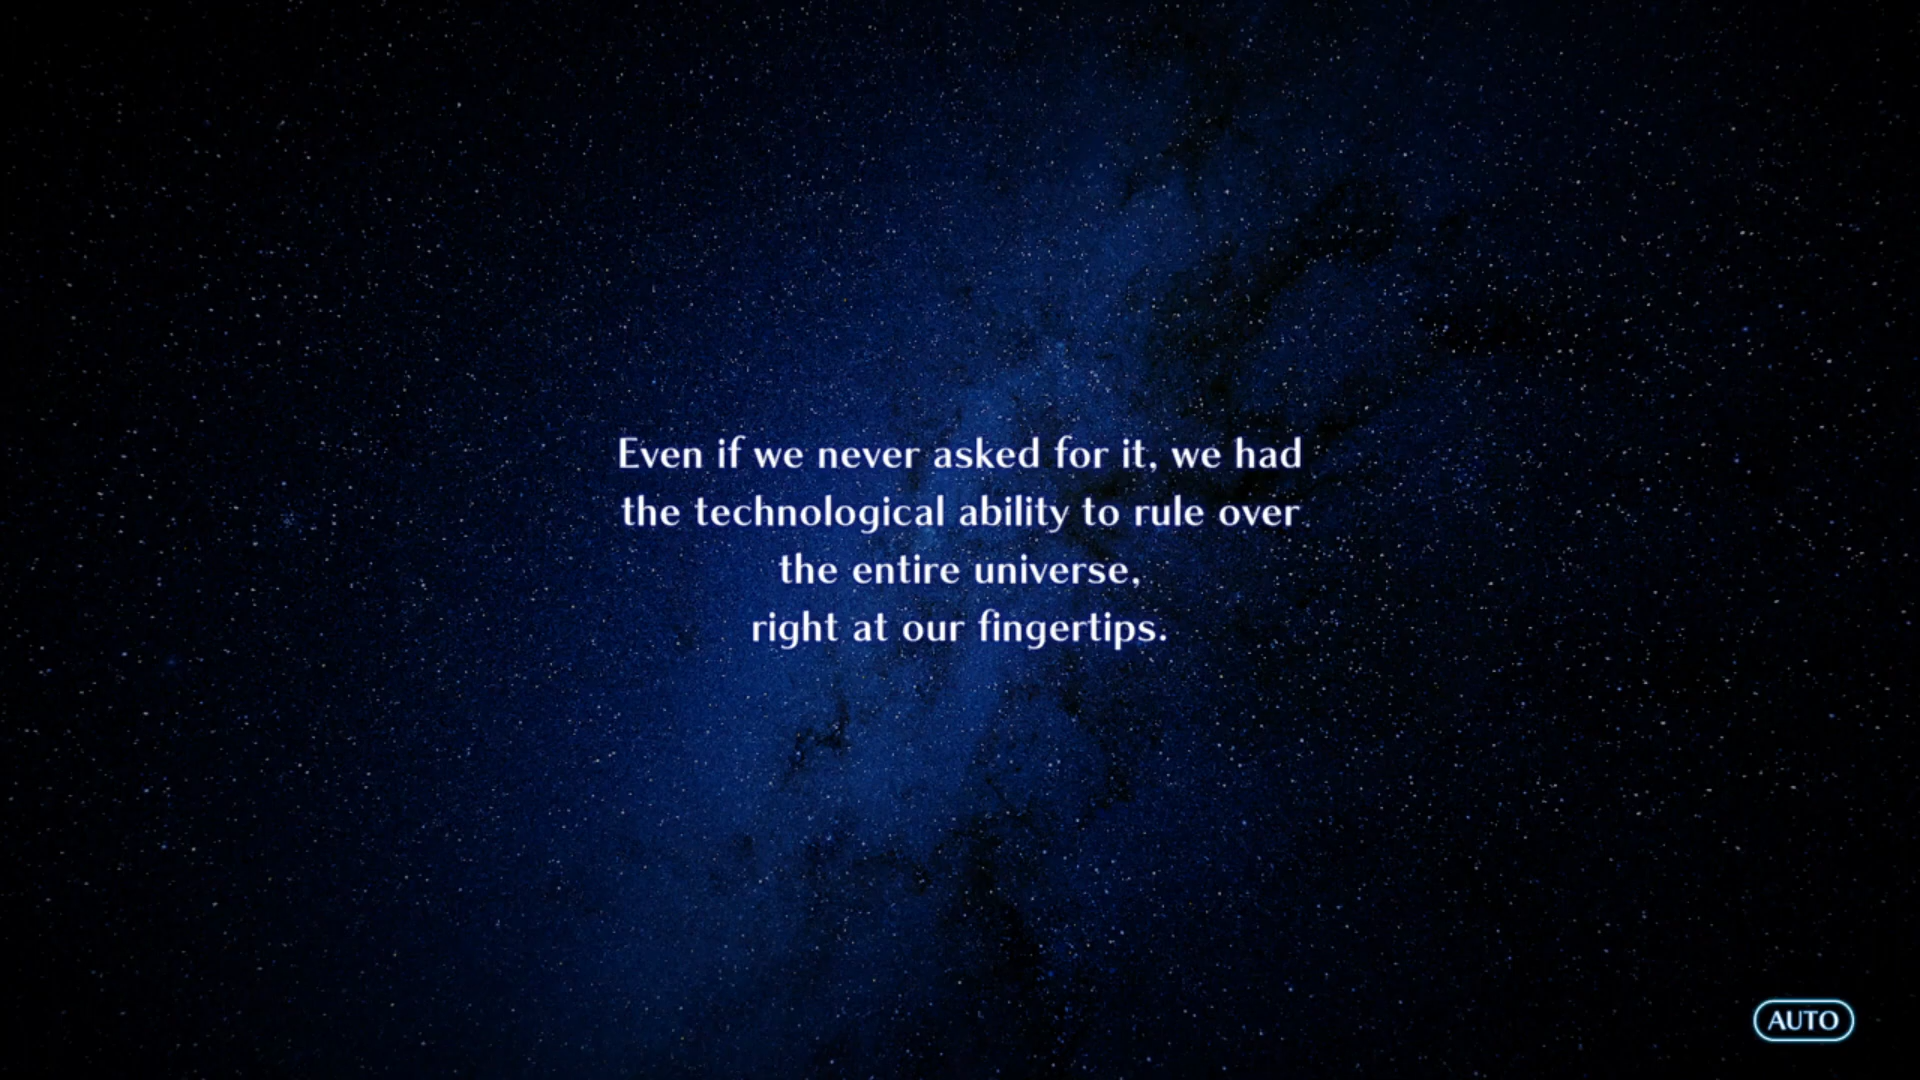 Even if we never asked for it, we had
the technological ability to rule over
the entire universe,
right at our fingertips.
AUTO